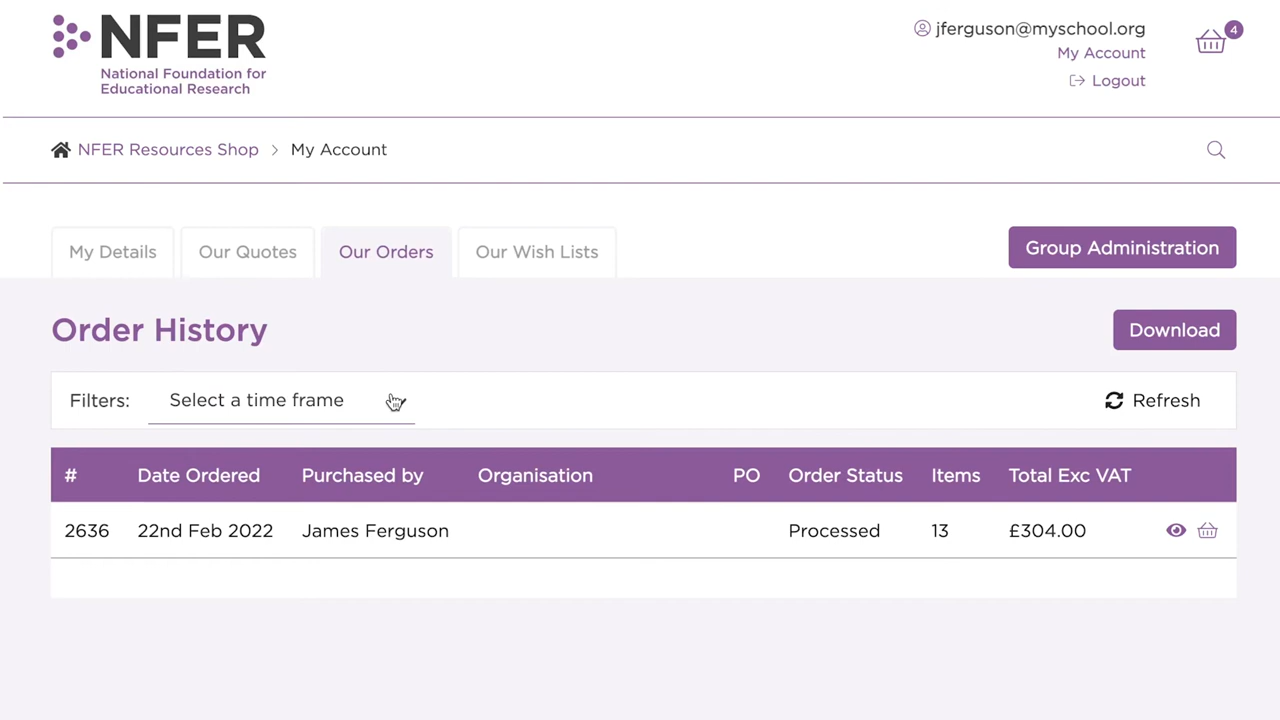 NFER
National Foundation for
Educational Research
jferguson@myschool.org
4
My Account
Logout
NFER Resources Shop > My Account
My Details Our Quotes Our Orders Our Wish Lists Group Administration
Order History Download
Filters: Select a time frame Refresh
# Date Ordered Purchased by Organisation PO Order Status Items Total Exc VAT
2636 22nd Feb 2022 James Ferguson Processed 13 £304.00